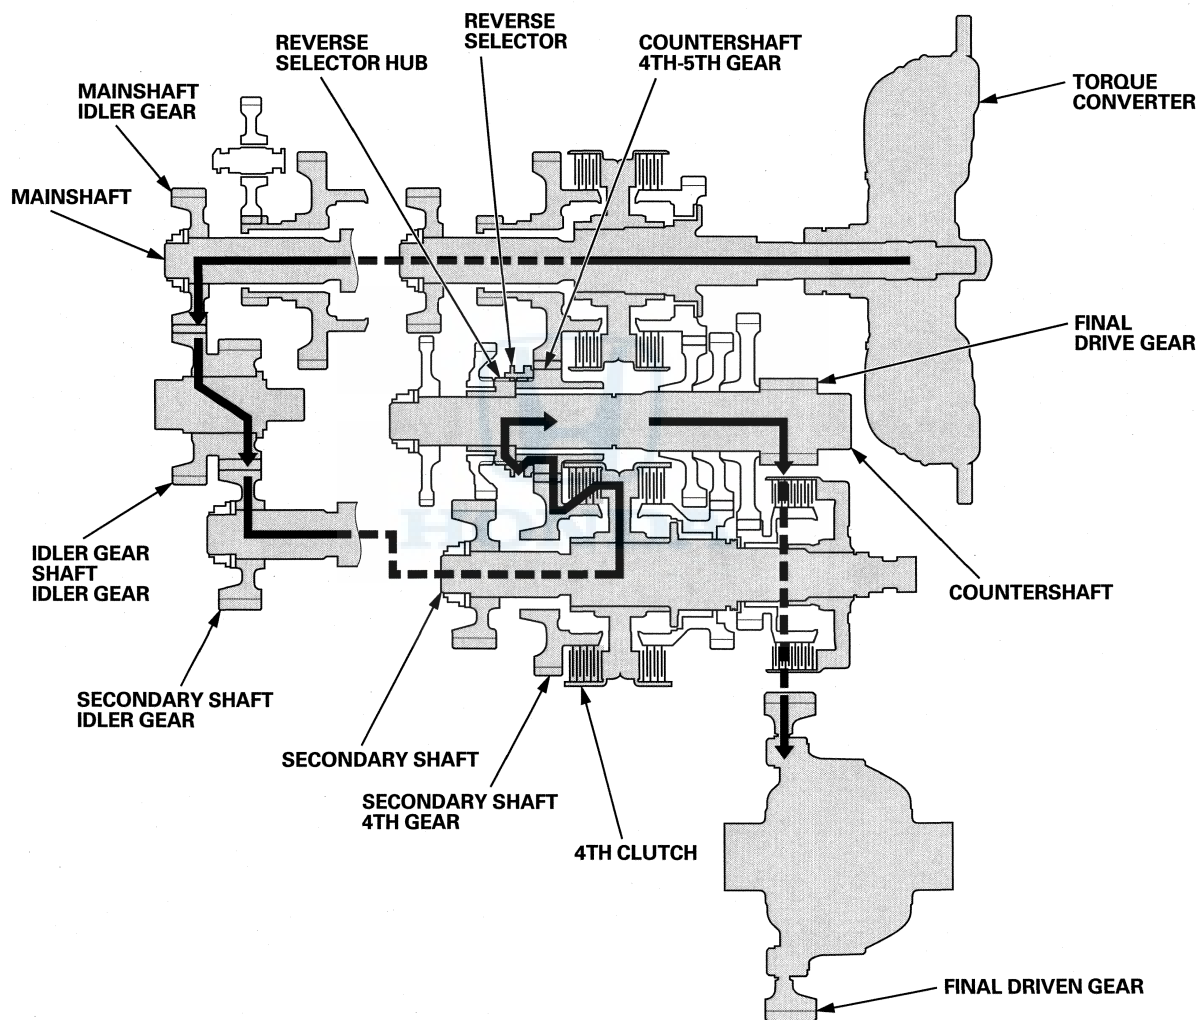 REVERSE
SELECTOR
REVERSE
SELECTOR HUB
COUNTERSHAFT
4TH-5TH GEAR
TORQUE
CONVERTER
MAINSHAFT
IDLER GEAR
MAINSHAFT
FINAL
DRIVE GEAR
HONDA
IDLER GEAR
SHAFT
IDLER GEAR
COUNTERSHAFT
SECONDARY SHAFT
IDLER GEAR
SECONDARY SHAFT
SECONDARY SHAFT
4TH GEAR
4TH CLUTCH
FINAL DRIVEN GEAR